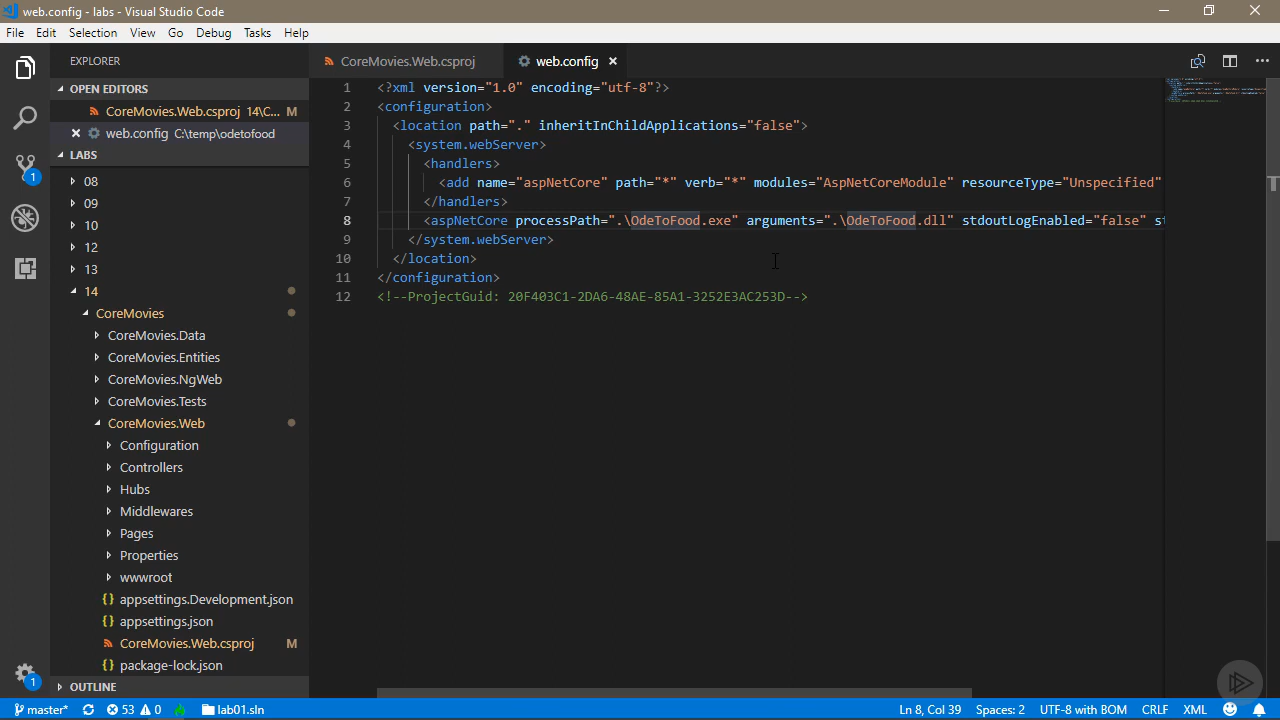 web.config - labs - Visual Studio Code
File Edit Selection View Go Debug Tasks Help
EXPLORER
OPEN EDITORS
CoreMovies.Web.csproj 14\C... M
web.config C:\temp\odetofood
LABS
08
09
10
12
13
14
CoreMovies
CoreMovies.Data
CoreMovies.Entities
CoreMovies.NgWeb
CoreMovies.Tests
CoreMovies.Web
Configuration
Controllers
Hubs
Middlewares
Pages
Properties
wwwroot
{} appsettings.Development.json
{} appsettings.json
CoreMovies.Web.csproj M
{} package-lock.json
OUTLINE
1
1
CoreMovies.Web.csproj web.config
1 <?xml version="1.0" encoding="utf-8"?>
2 <configuration>
3 <location path="." inheritInChildApplications="false">
4 <system.webServer>
5 <handlers>
6 <add name="aspNetCore" path="*" verb="*" modules="AspNetCoreModule" resourceType="Unspecified"
7 </handlers>
8 <aspNetCore processPath=".\OdeToFood.exe" arguments=".\OdeToFood.dll" stdoutLogEnabled="false" st
9 </system.webServer>
10 </location>
11 </configuration>
12 <!--ProjectGuid: 20F403C1-2DA6-48AE-85A1-3252E3AC253D-->
master* 53 0 lab01.sln Ln 8, Col 39 Spaces: 2 UTF-8 with BOM CRLF XML